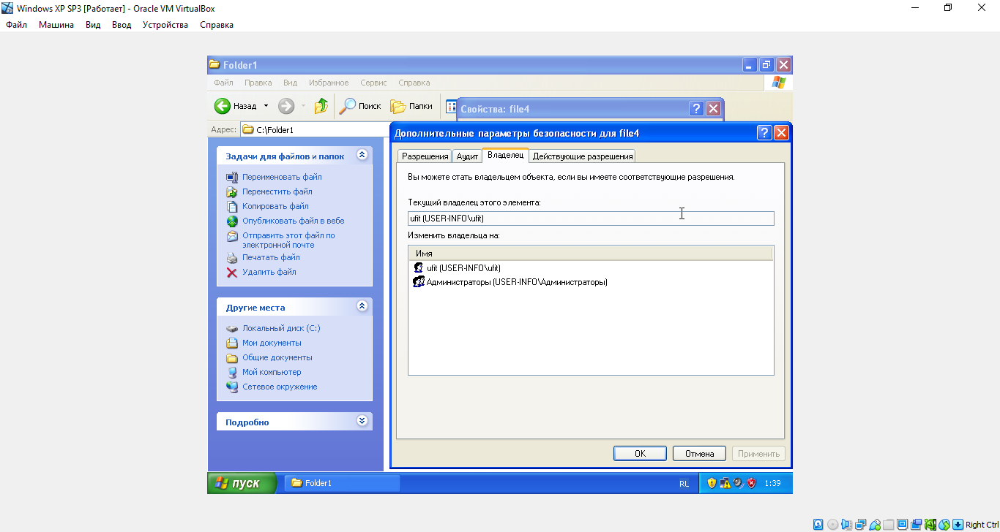 Windows XP SP3 [Работает] - Oracle VM VirtualBox
Файл Машина Вид Ввод Устройства Справка
Folder1
Файл Правка Вид Избранное Сервис Справка
Назад Поиск Папки
Свойства: file4
Адрес: C:\Folder1
Дополнительные параметры безопасности для file4
Разрешения Аудит Владелец Действующие разрешения
Вы можете стать владельцем объекта, если вы имеете соответствующие разрешения.
Текущий владелец этого элемента:
ufit (USER-INFO\ufit)
Изменить владельца на:
Имя
ufit (USER-INFO\ufit)
Администраторы (USER-INFO\Администраторы)
OK Отмена Применить
Задачи для файлов и папок
Переименовать файл
Переместить файл
Копировать файл
Опубликовать файл в вебе
Отправить этот файл по
электронной почте
Печатать файл
Удалить файл
Другие места
Локальный диск (C:)
Мои документы
Общие документы
Мой компьютер
Сетевое окружение
Подробно
пуск Folder1 RL 1:39
Right Ctrl